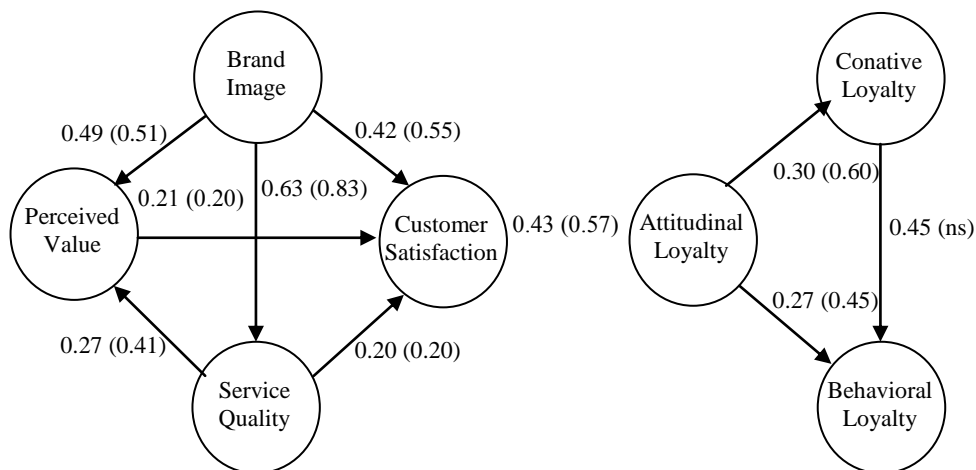 Brand
Image
Conative
Loyalty
0.49 (0.51)
0.42 (0.55)
0.30 (0.60)
0.21 (0.20)
0.63 (0.83)
Perceived
Value
Customer
Satisfaction
0.43 (0.57)
Attitudinal
Loyalty
0.45 (ns)
0.27 (0.45)
0.27 (0.41)
0.20 (0.20)
Service
Quality
Behavioral
Loyalty